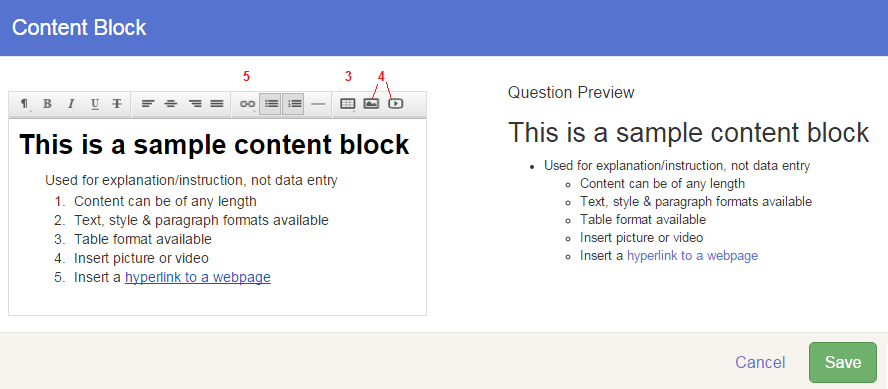 Content Block
5 3 4
¶ B I U T
Question Preview
This is a sample content block
Used for explanation/instruction, not data entry
1. Content can be of any length
2. Text, style & paragraph formats available
3. Table format available
4. Insert picture or video
5. Insert a hyperlink to a webpage
This is a sample content block
• Used for explanation/instruction, not data entry
◦ Content can be of any length
◦ Text, style & paragraph formats available
◦ Table format available
◦ Insert picture or video
◦ Insert a hyperlink to a webpage
Cancel
Save